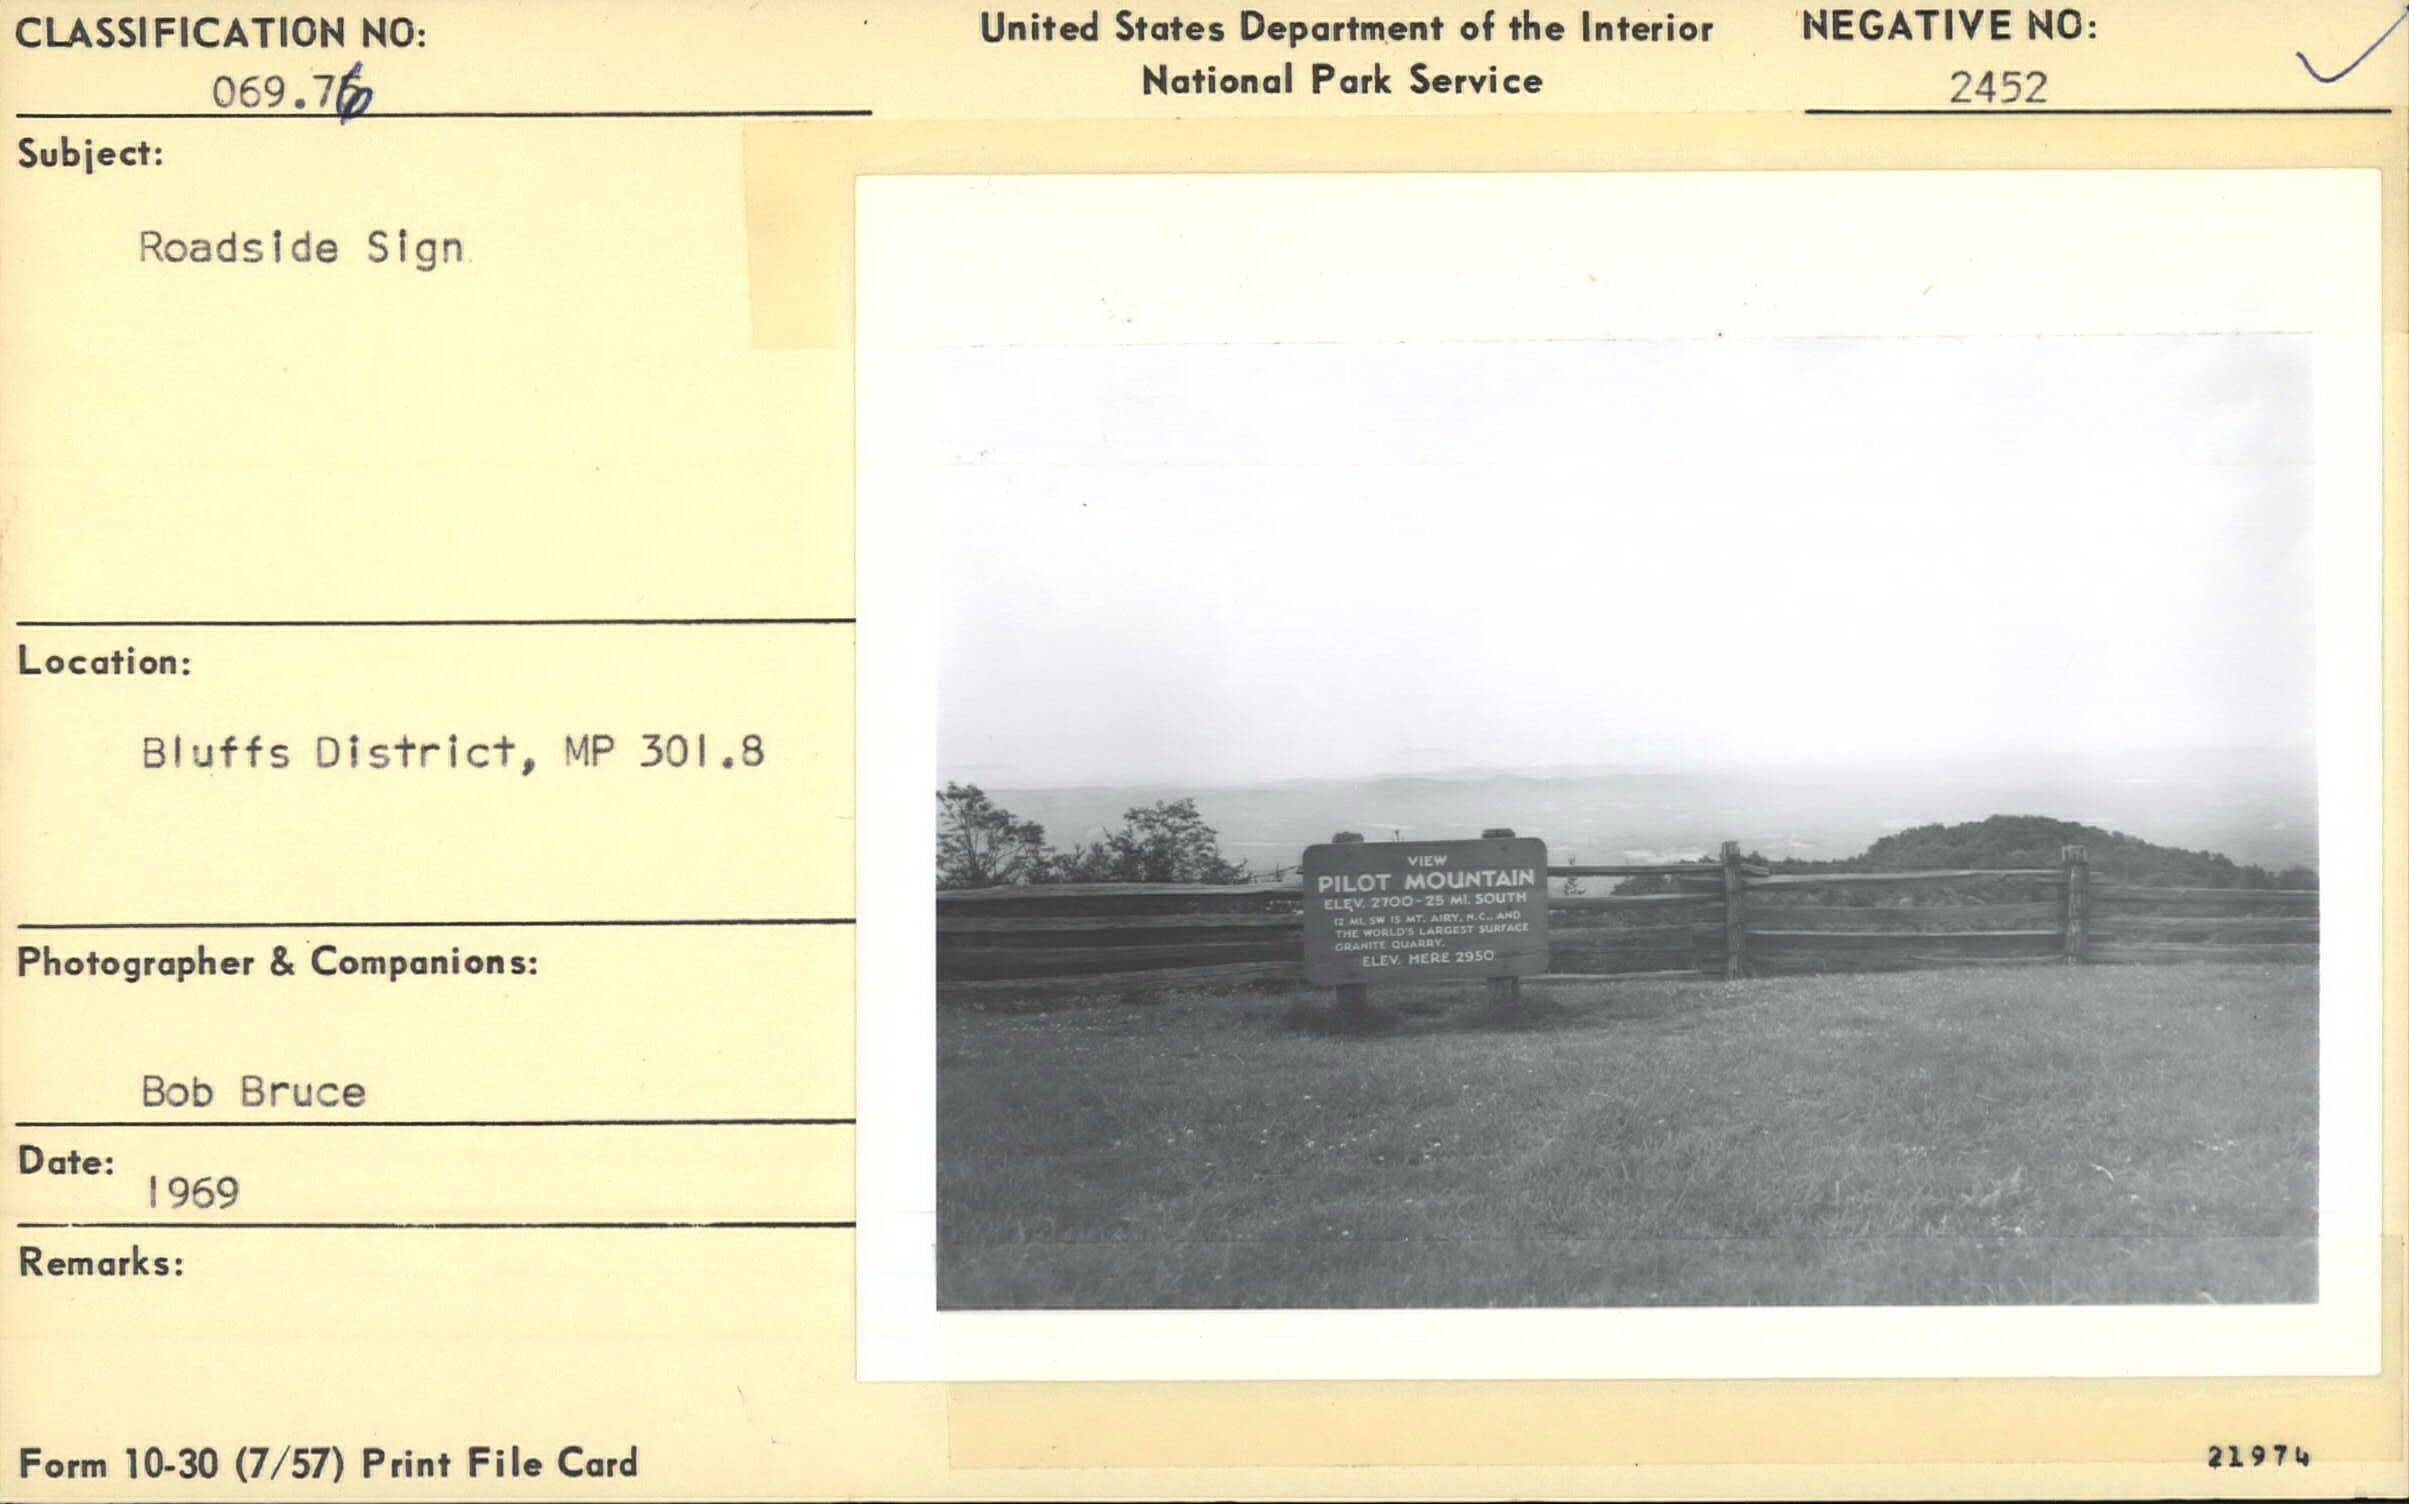 CLASSIFICATION NO:
069.76
United States Department of the Interior
National Park Service
NEGATIVE NO:
2452
Subject:
Roadside Sign
Location:
Bluffs District, MP 301.8
Photographer & Companions:
Bob Bruce
Date:
1969
Remarks:
VIEW
PILOT MOUNTAIN
ELEV. 2700-25 MI. SOUTH
12 MI. SW IS MT. AIRY, N.C., AND
THE WORLD'S LARGEST SURFACE
GRANITE QUARRY.
ELEV. HERE 2950
Form 10-30 (7/57) Print File Card
21974